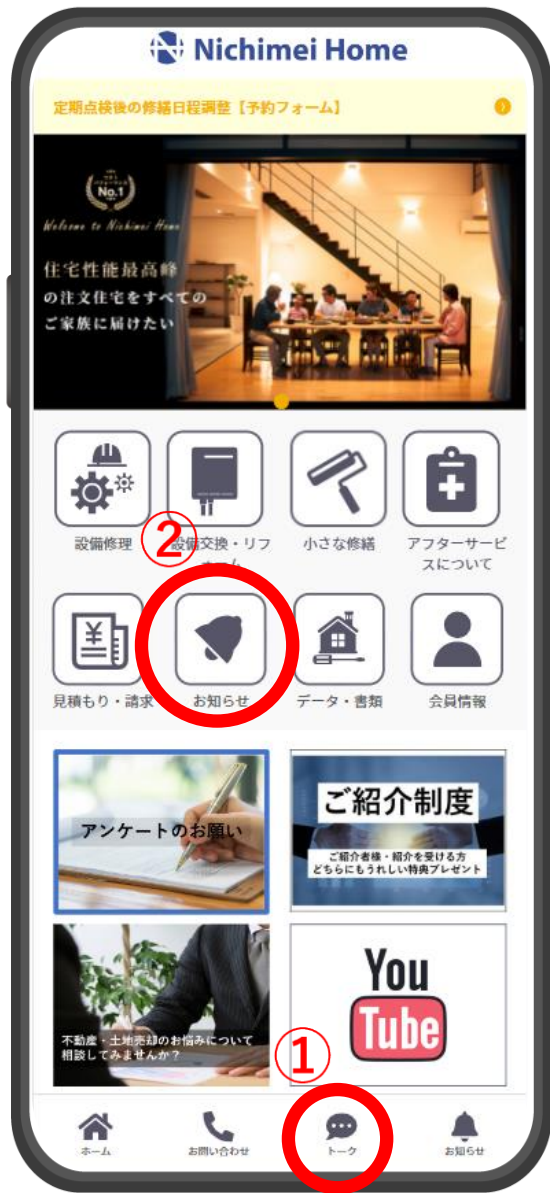 Nichimei Home
定期点検後の修繕日程調整【予約フォーム】
No.1
Welcome to Nichimei Home
住宅性能最高峰
の注文住宅をすべての
ご家族に届けたい
設備修理
②
設備交換・リフ
ォーム
小さな修繕
アフターサービ
スについて
見積もり・請求
お知らせ
データ・書類
会員情報
アンケートのお願い
ご紹介制度
ご紹介者様・紹介を受ける方
どちらにもうれしい特典プレゼント
不動産・土地売却のお悩みについて
相談してみませんか？
You
Tube
①
ホーム
お問い合わせ
トーク
お知らせ